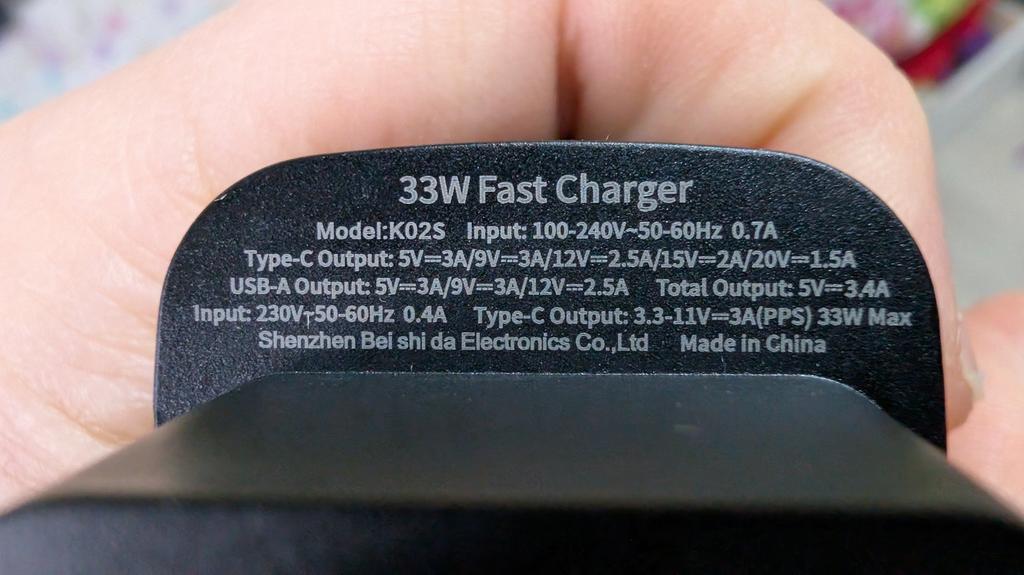 33W Fast Charger
Model:K02S Input: 100-240V~50-60Hz 0.7A
Type-C Output: 5V⎓3A/9V⎓3A/12V⎓2.5A/15V⎓2A/20V⎓1.5A
USB-A Output: 5V⎓3A/9V⎓3A/12V⎓2.5A Total Output: 5V⎓3.4A
Input: 230V~50-60Hz 0.4A Type-C Output: 3.3-11V⎓3A(PPS) 33W Max
Shenzhen Bei shi da Electronics Co.,Ltd Made in China